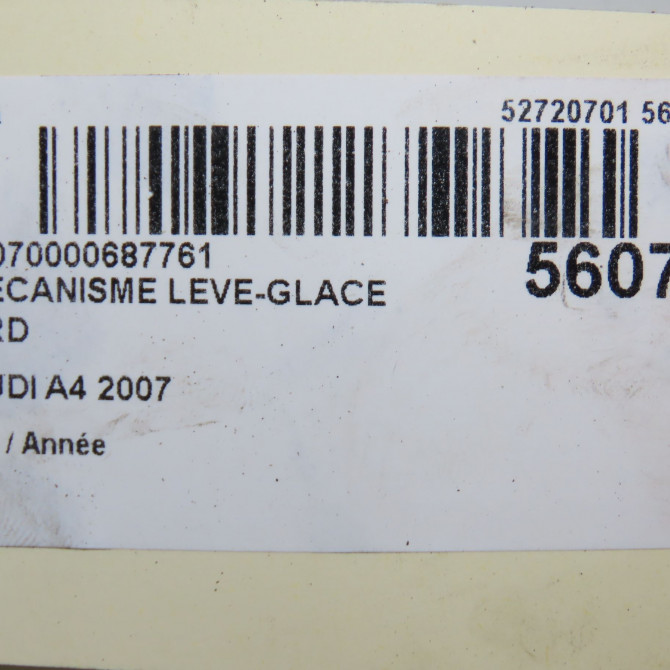 52720701 56
070000687761
5607
ECANISME LEVE-GLACE
RD
UDI A4 2007
/ Année